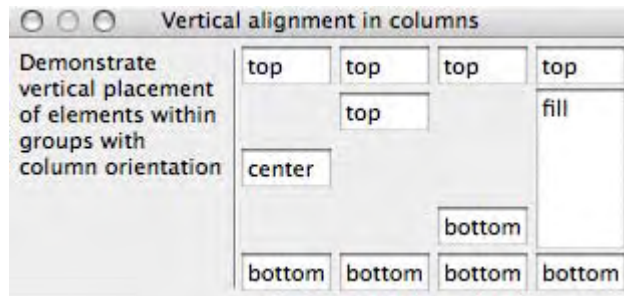 Vertical alignment in columns
Demonstrate
vertical placement
of elements within
groups with
column orientation
top top top top
top fill
center
bottom
bottom bottom bottom bottom